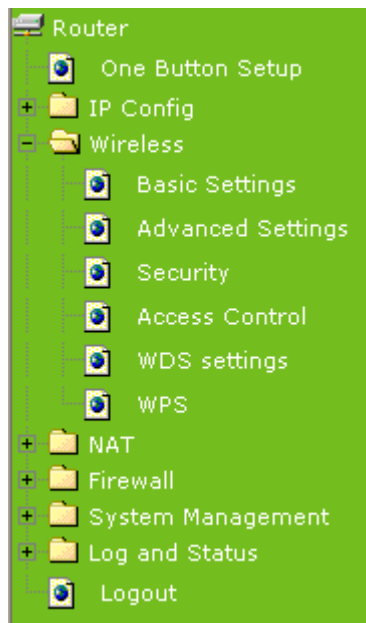 Router
One Button Setup
IP Config
Wireless
Basic Settings
Advanced Settings
Security
Access Control
WDS settings
WPS
NAT
Firewall
System Management
Log and Status
Logout